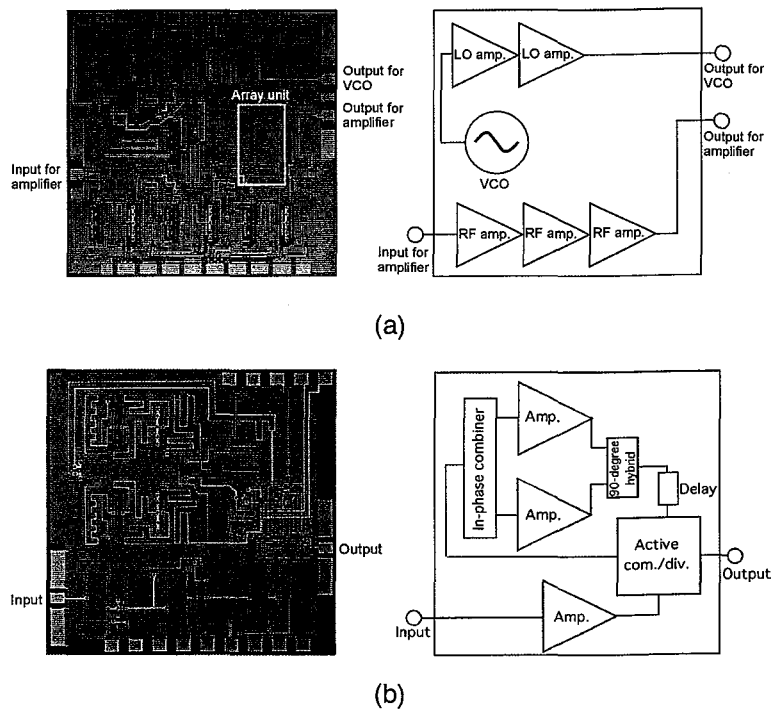 Output for
VCO
Array unit
Output for
amplifier
Input for
amplifier
LO amp.
LO amp.
Output for
VCO
Output for
amplifier
VCO
RF amp.
RF amp.
RF amp.
Input for
amplifier
(a)
Output
Input
In-phase combiner
Amp.
Amp.
90-degree
hybrid
Delay
Active
com./div.
Output
Amp.
Input
(b)